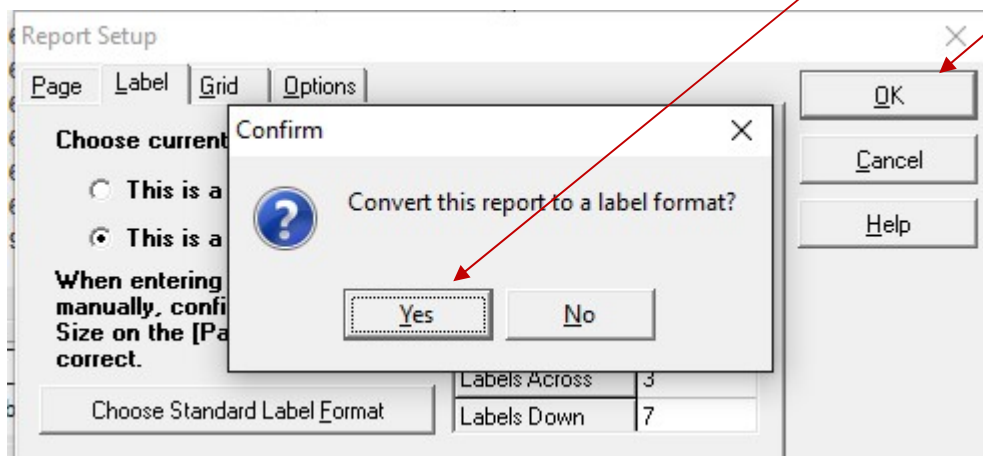 Report Setup
Page Label Grid Options
OK
Cancel
Help
Choose current
This is a
This is a
When entering
manually, confi
Size on the [Pa
correct.
Choose Standard Label Format
Labels Across 3
Labels Down 7
Confirm
Convert this report to a label format?
Yes No